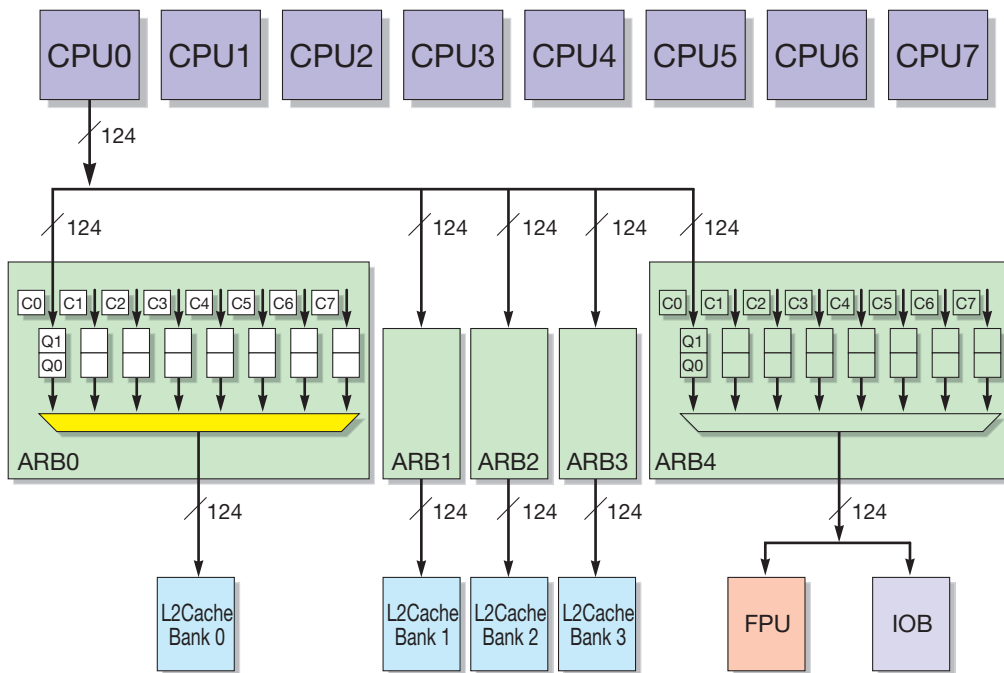 CPU0 CPU1 CPU2 CPU3 CPU4 CPU5 CPU6 CPU7
124
124 124 124 124 124
C0 C1 C2 C3 C4 C5 C6 C7
C0 C1 C2 C3 C4 C5 C6 C7
Q1
Q0
Q1
Q0
ARB0 ARB1 ARB2 ARB3 ARB4
124 124 124 124 124
L2Cache
Bank 0
L2Cache
Bank 1
L2Cache
Bank 2
L2Cache
Bank 3
FPU
IOB